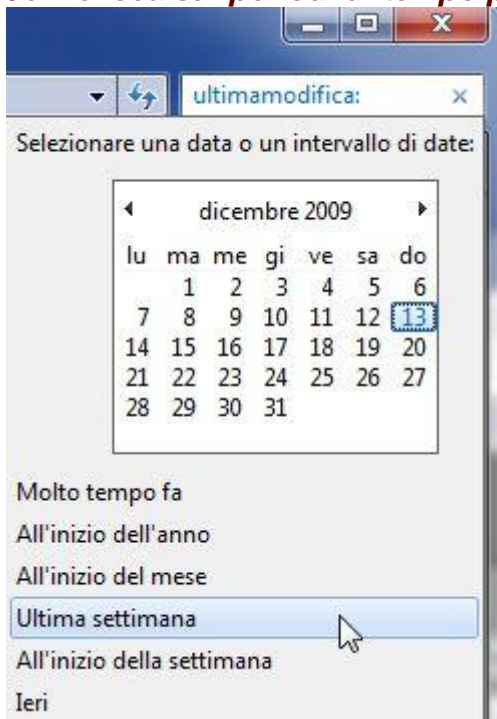 ultimamodifica:
Selezionare una data o un intervallo di date:
dicembre 2009
lu ma me gi ve sa do
1 2 3 4 5 6
7 8 9 10 11 12 13
14 15 16 17 18 19 20
21 22 23 24 25 26 27
28 29 30 31
Molto tempo fa
All'inizio dell'anno
All'inizio del mese
Ultima settimana
All'inizio della settimana
Ieri